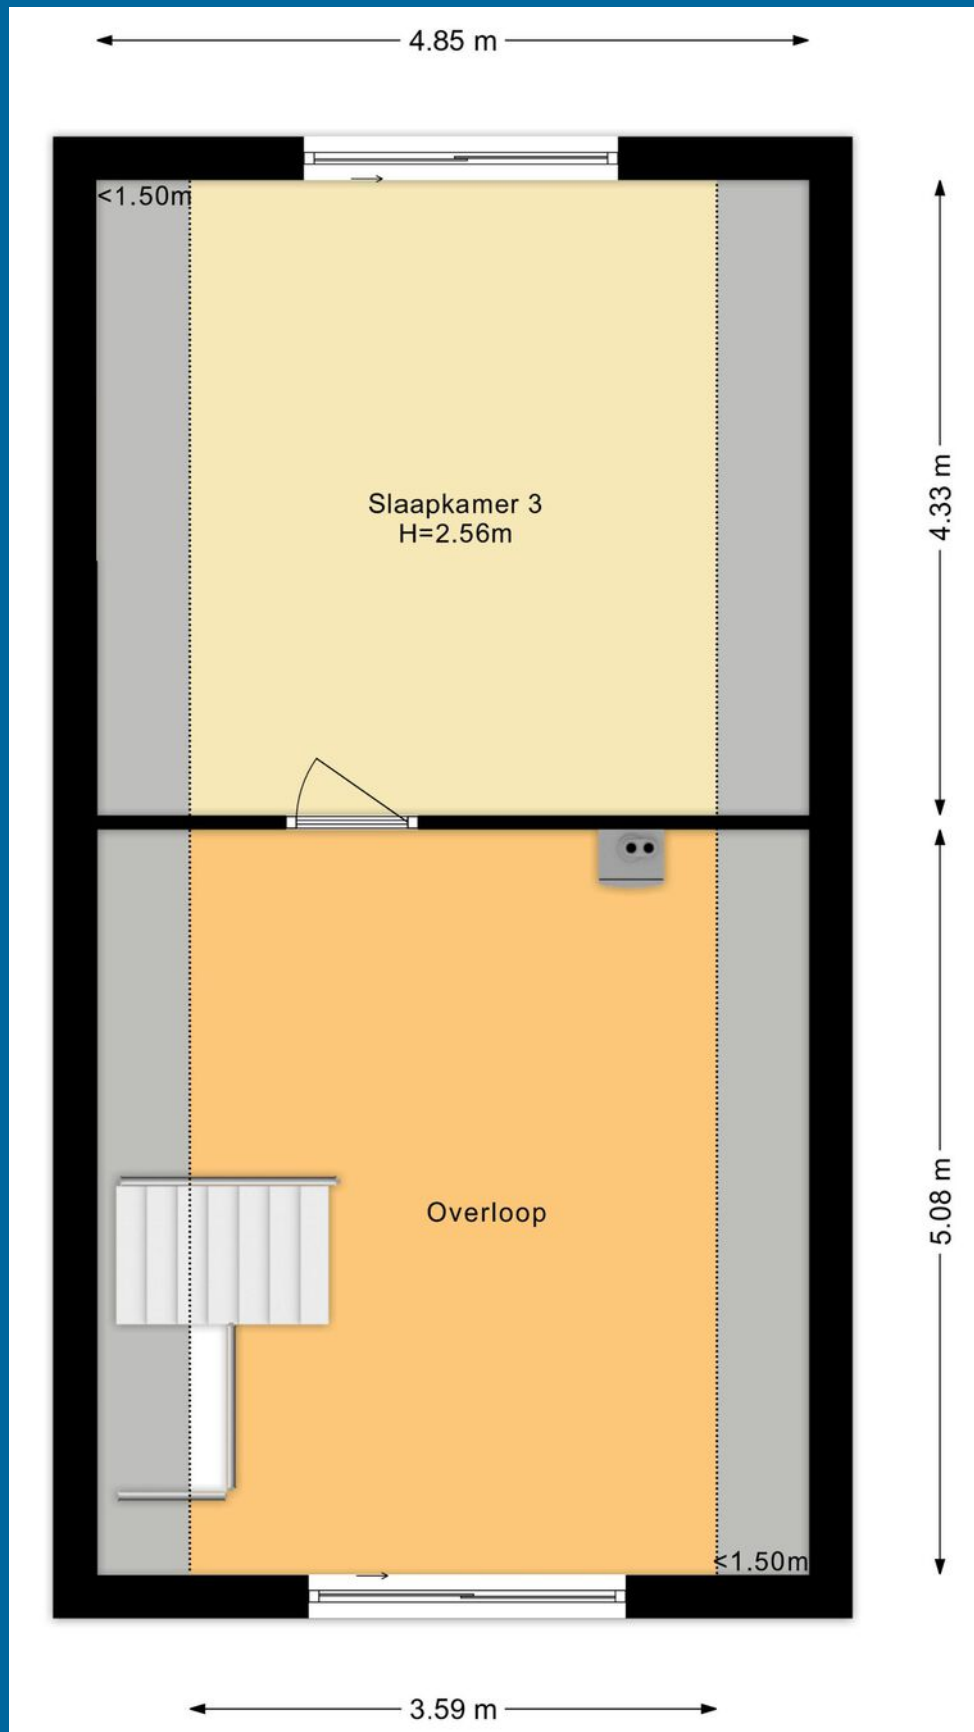 4.85 m
<1.50m
Slaapkamer 3
H=2.56m
4.33 m
Overloop
5.08 m
<1.50m
3.59 m